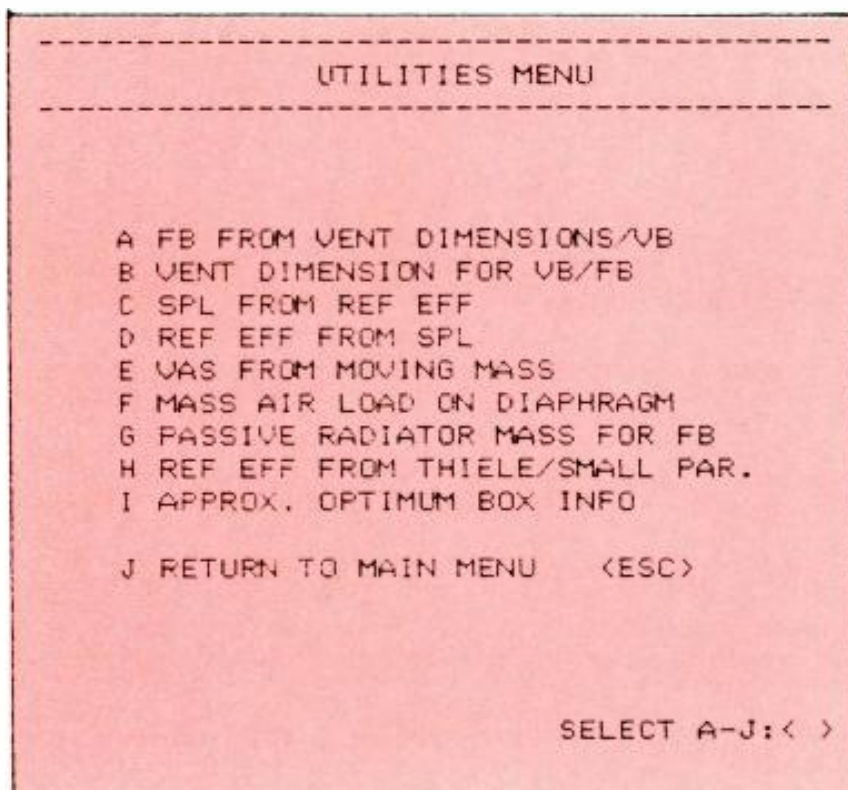 UTILITIES MENU
A FB FROM VENT DIMENSIONS/VB
B VENT DIMENSION FOR VB/FB
C SPL FROM REF EFF
D REF EFF FROM SPL
E VAS FROM MOVING MASS
F MASS AIR LOAD ON DIAPHRAGM
G PASSIVE RADIATOR MASS FOR FB
H REF EFF FROM THIELE/SMALL PAR.
I APPROX. OPTIMUM BOX INFO
J RETURN TO MAIN MENU <ESC>
SELECT A-J:< >